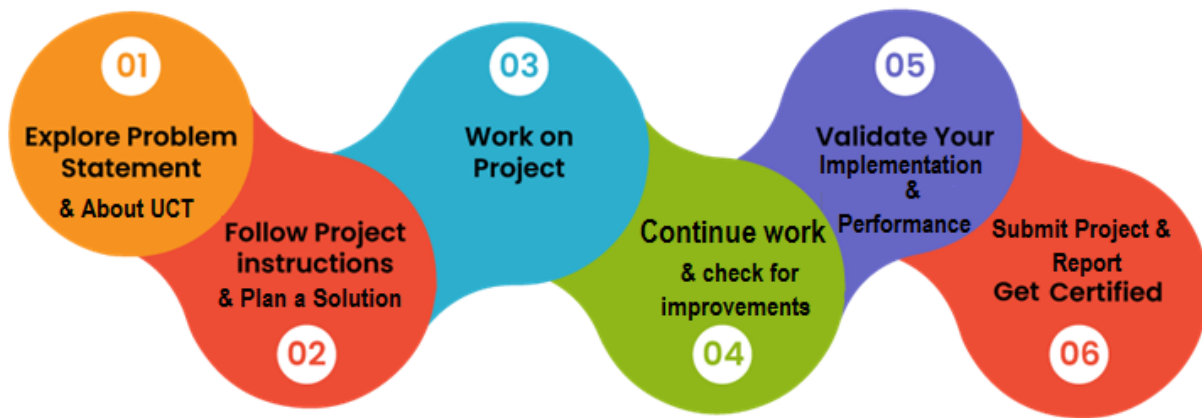 01
Explore Problem
Statement
& About UCT
Follow Project
instructions
& Plan a Solution
02
03
Work on
Project
Continue work
& check for
improvements
04
05
Validate Your
Implementation
&
Performance
Submit Project &
Report
Get Certified
06